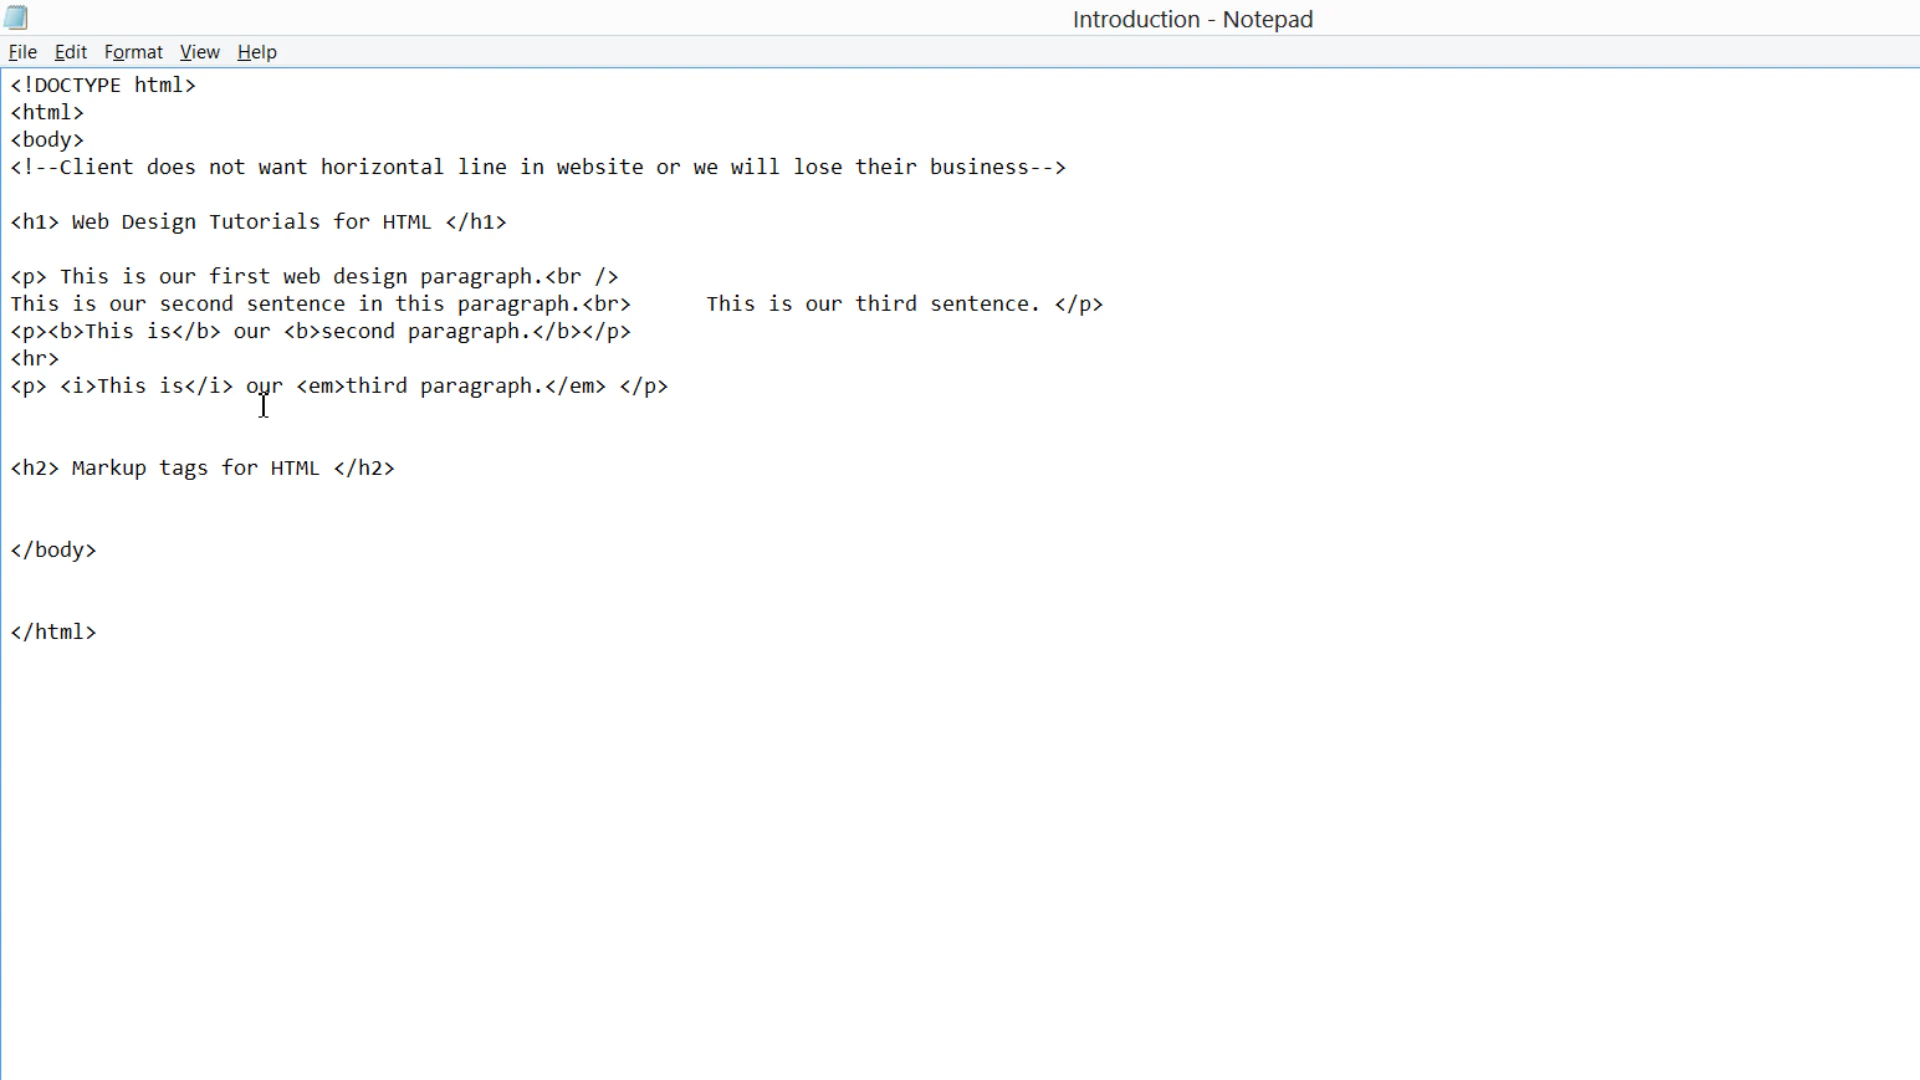 Introduction - Notepad
File Edit Format View Help
<!DOCTYPE html>
<html>
<body>
<!--Client does not want horizontal line in website or we will lose their business-->
<h1> Web Design Tutorials for HTML </h1>
<p> This is our first web design paragraph.<br />
This is our second sentence in this paragraph.<br>      This is our third sentence. </p>
<p><b>This is</b> our <b>second paragraph.</b></p>
<hr>
<p> <i>This is</i> our <em>third paragraph.</em> </p>
<h2> Markup tags for HTML </h2>
</body>
</html>